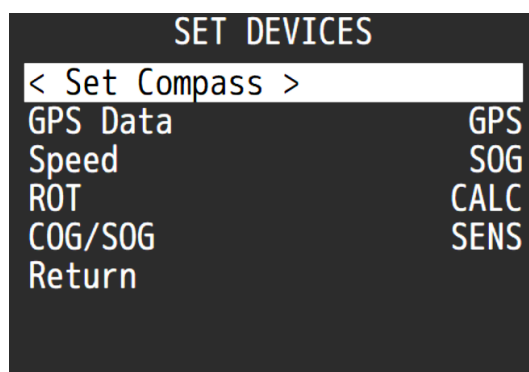 SET DEVICES
< Set Compass >
GPS Data GPS
Speed SOG
ROT CALC
COG/SOG SENS
Return